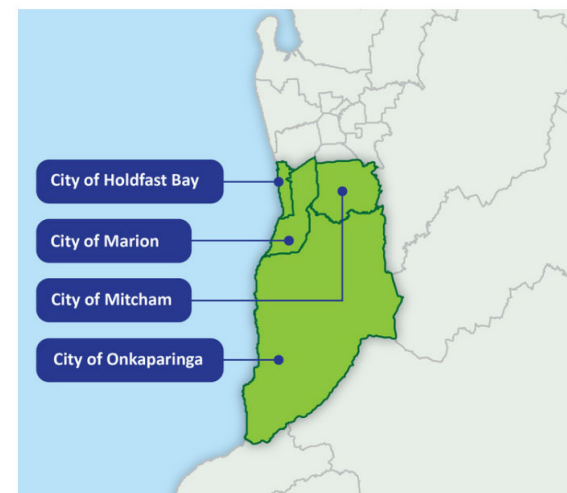 City of Holdfast Bay
City of Marion
City of Mitcham
City of Onkaparinga